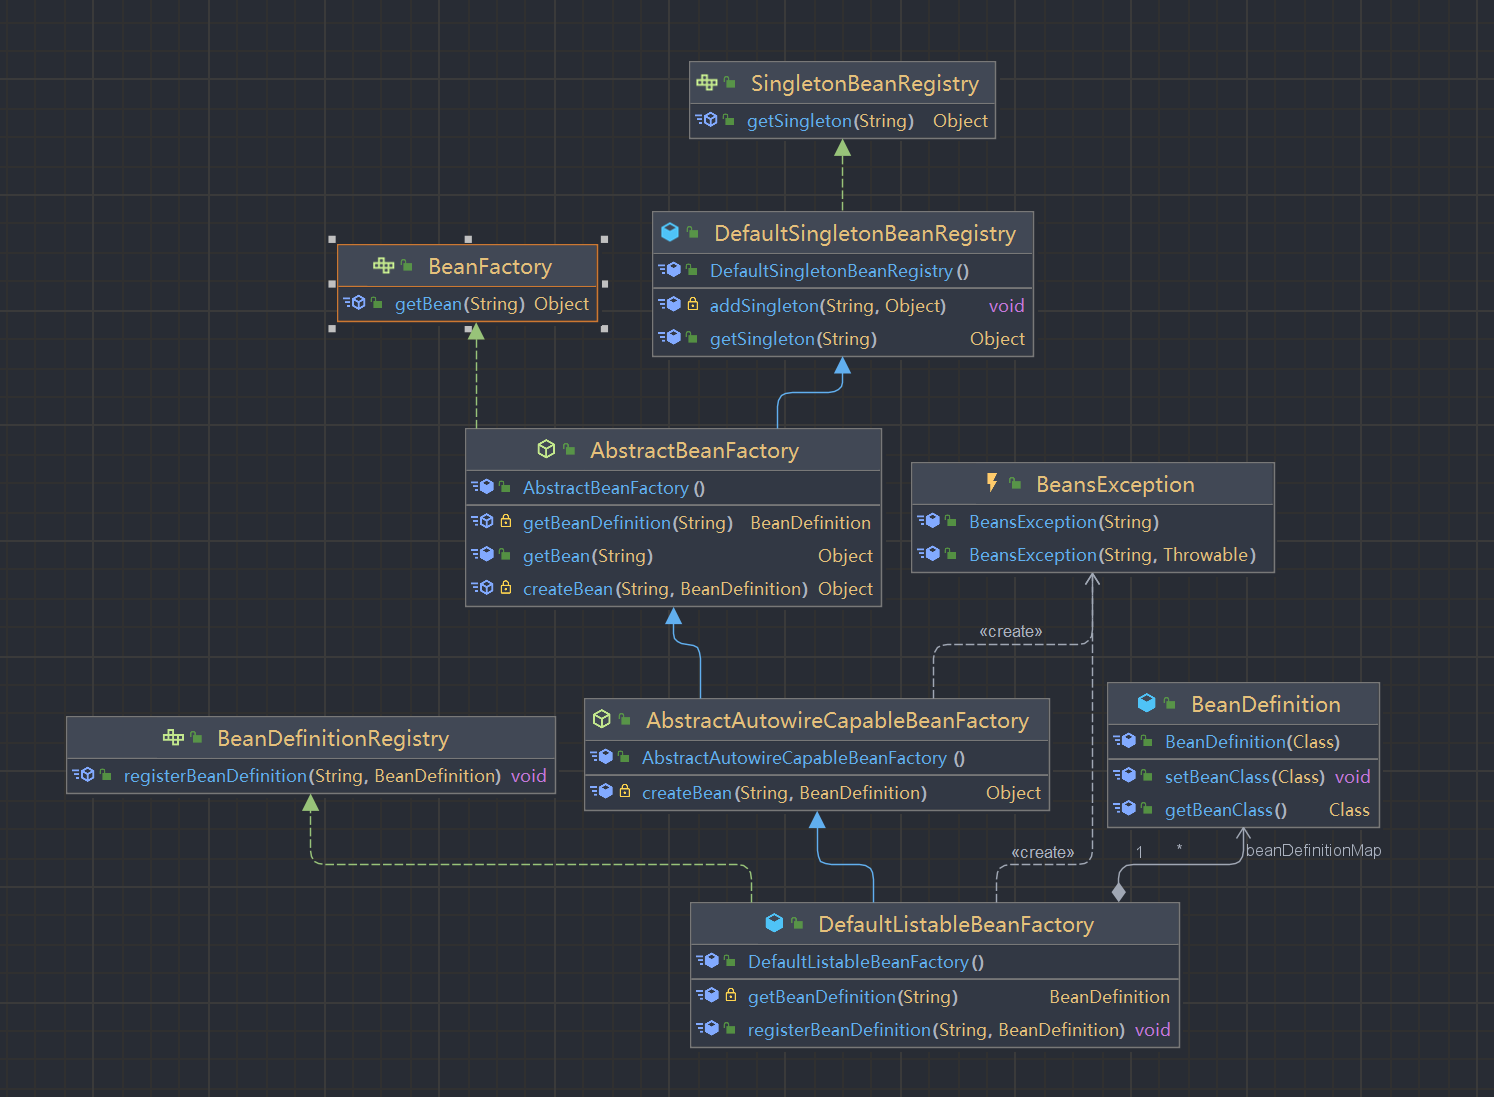 SingletonBeanRegistry
getSingleton(String) Object
DefaultSingletonBeanRegistry
DefaultSingletonBeanRegistry()
addSingleton(String, Object) void
getSingleton(String) Object
BeanFactory
getBean(String) Object
AbstractBeanFactory
AbstractBeanFactory()
getBeanDefinition(String) BeanDefinition
getBean(String) Object
createBean(String, BeanDefinition) Object
BeansException
BeansException(String)
BeansException(String, Throwable)
«create»
BeanDefinitionRegistry
registerBeanDefinition(String, BeanDefinition) void
AbstractAutowireCapableBeanFactory
AbstractAutowireCapableBeanFactory()
createBean(String, BeanDefinition) Object
BeanDefinition
BeanDefinition(Class)
setBeanClass(Class) void
getBeanClass() Class
«create»
1 * beanDefinitionMap
DefaultListableBeanFactory
DefaultListableBeanFactory()
getBeanDefinition(String) BeanDefinition
registerBeanDefinition(String, BeanDefinition) void